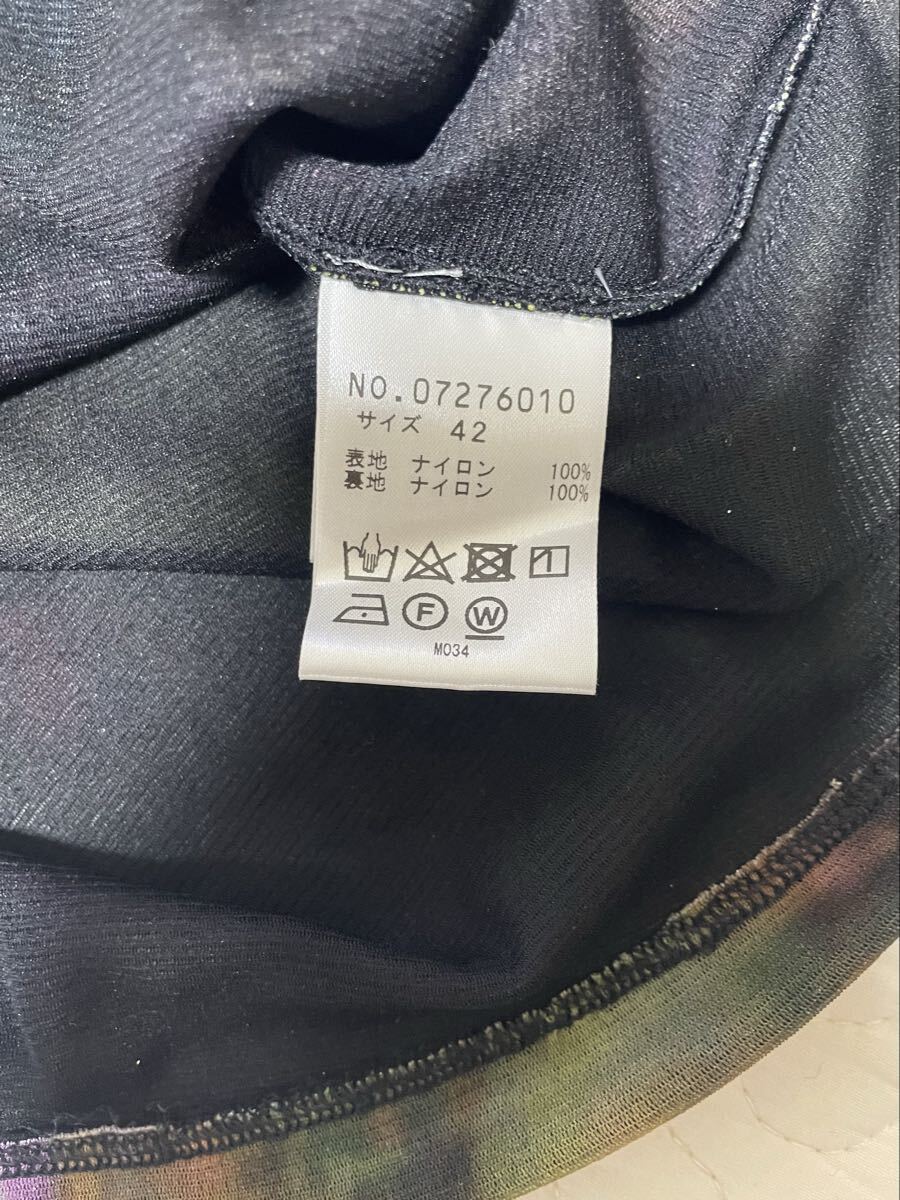 NO.07276010
サイズ 42
表地 ナイロン 100%
裏地 ナイロン 100%
F W
M034